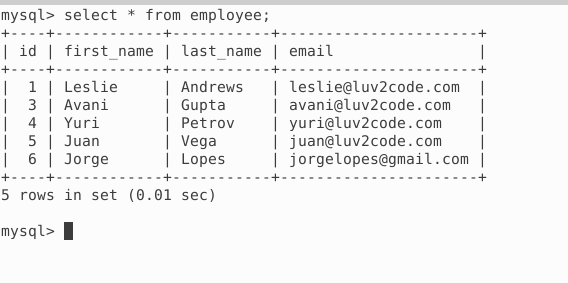 mysql> select * from employee;
+----+------------+-----------+----------------------+
| id | first_name | last_name | email                |
+----+------------+-----------+----------------------+
|  1 | Leslie     | Andrews   | leslie@luv2code.com  |
|  3 | Avani      | Gupta     | avani@luv2code.com   |
|  4 | Yuri       | Petrov    | yuri@luv2code.com    |
|  5 | Juan       | Vega      | juan@luv2code.com    |
|  6 | Jorge      | Lopes     | jorgelopes@gmail.com |
+----+------------+-----------+----------------------+
5 rows in set (0.01 sec)
mysql>